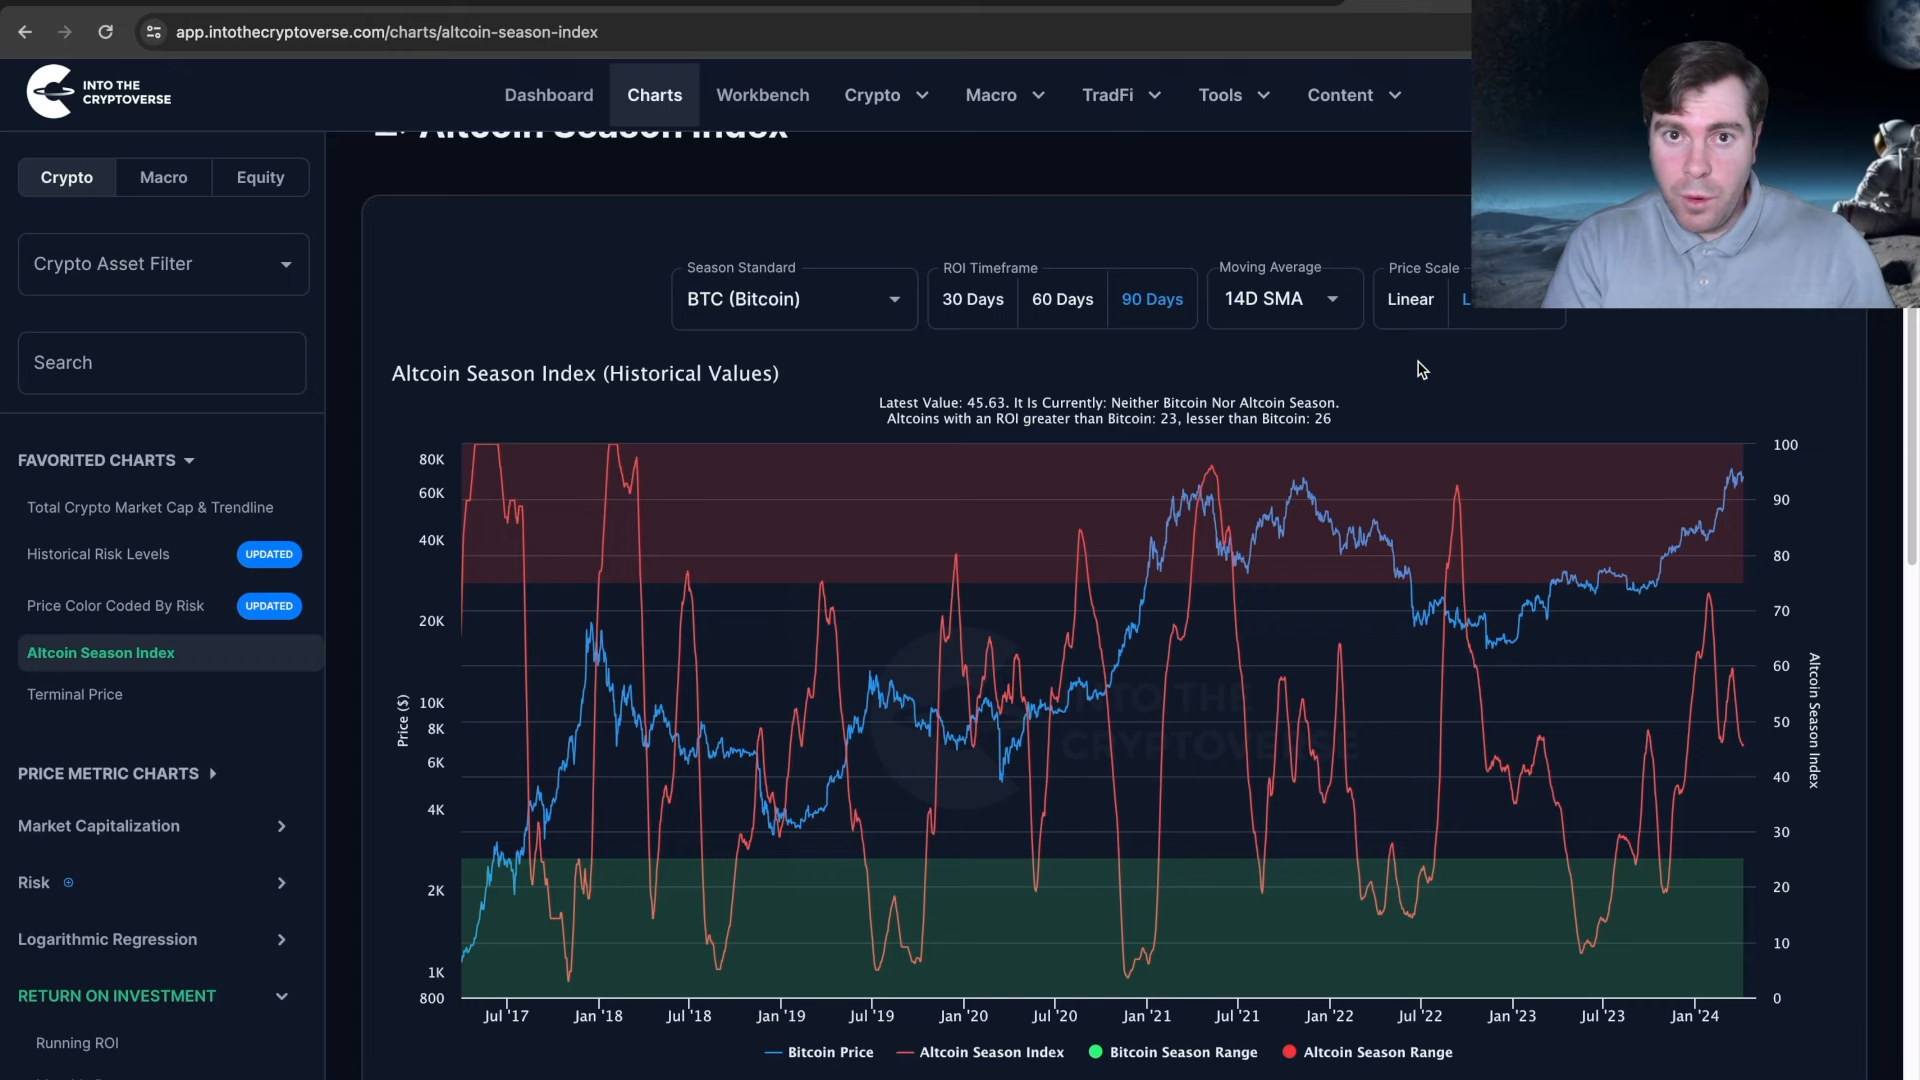 app.intothecryptoverse.com/charts/altcoin-season-index
INTO THE
CRYPTOVERSE
Dashboard
Charts
Workbench
Crypto
Macro
TradFi
Tools
Content
Altcoin Season Index
Crypto
Macro
Equity
Crypto Asset Filter
Search
FAVORITED CHARTS
Total Crypto Market Cap & Trendline
Historical Risk Levels
UPDATED
Price Color Coded By Risk
UPDATED
Altcoin Season Index
Terminal Price
PRICE METRIC CHARTS
Market Capitalization
Risk
Logarithmic Regression
RETURN ON INVESTMENT
Running ROI
Season Standard
BTC (Bitcoin)
ROI Timeframe
30 Days
60 Days
90 Days
Moving Average
14D SMA
Price Scale
Linear
Altcoin Season Index (Historical Values)
Latest Value: 45.63. It Is Currently: Neither Bitcoin Nor Altcoin Season.
Altcoins with an ROI greater than Bitcoin: 23, lesser than Bitcoin: 26
80K
60K
40K
20K
10K
8K
6K
4K
2K
1K
800
Price ($)
INTO THE
CRYPTOVERSE
100
90
80
70
60
50
40
30
20
10
0
Altcoin Season Index
Jul '17
Jan '18
Jul '18
Jan '19
Jul '19
Jan '20
Jul '20
Jan '21
Jul '21
Jan '22
Jul '22
Jan '23
Jul '23
Jan '24
Bitcoin Price
Altcoin Season Index
Bitcoin Season Range
Altcoin Season Range